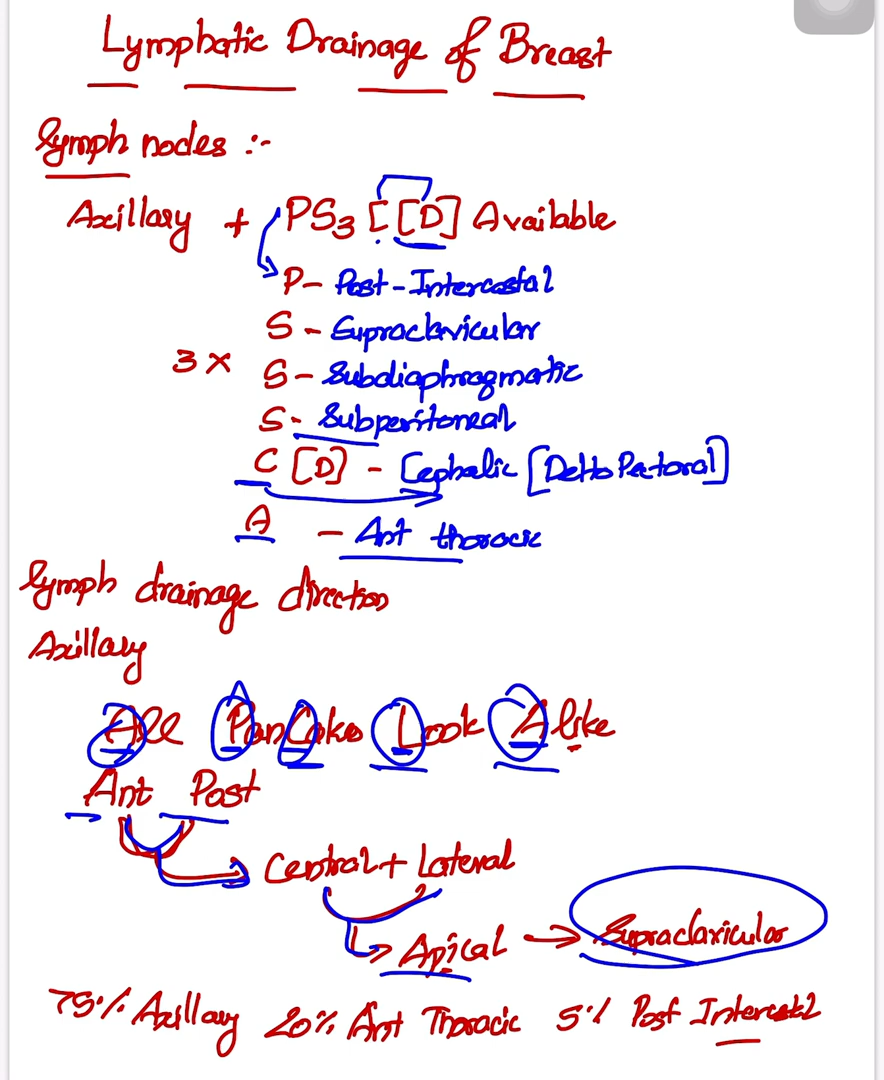 Lymphatic Drainage of Breast
Lymph nodes :-
Axillary + PS3 C [D] Available
P - Post-Intercostal
S - Supraclavicular
3 x S - Subdiaphragmatic
S - Subperitoneal
C [D] - Cephalic [Delto Pectoral]
A - Ant thoracic
Lymph drainage direction
Axillary
All PanCake Look Alike
Ant Post
Central + Lateral
Apical → Supraclavicular
75% Axillary 20% Ant Thoracic 5% Post Intercostal